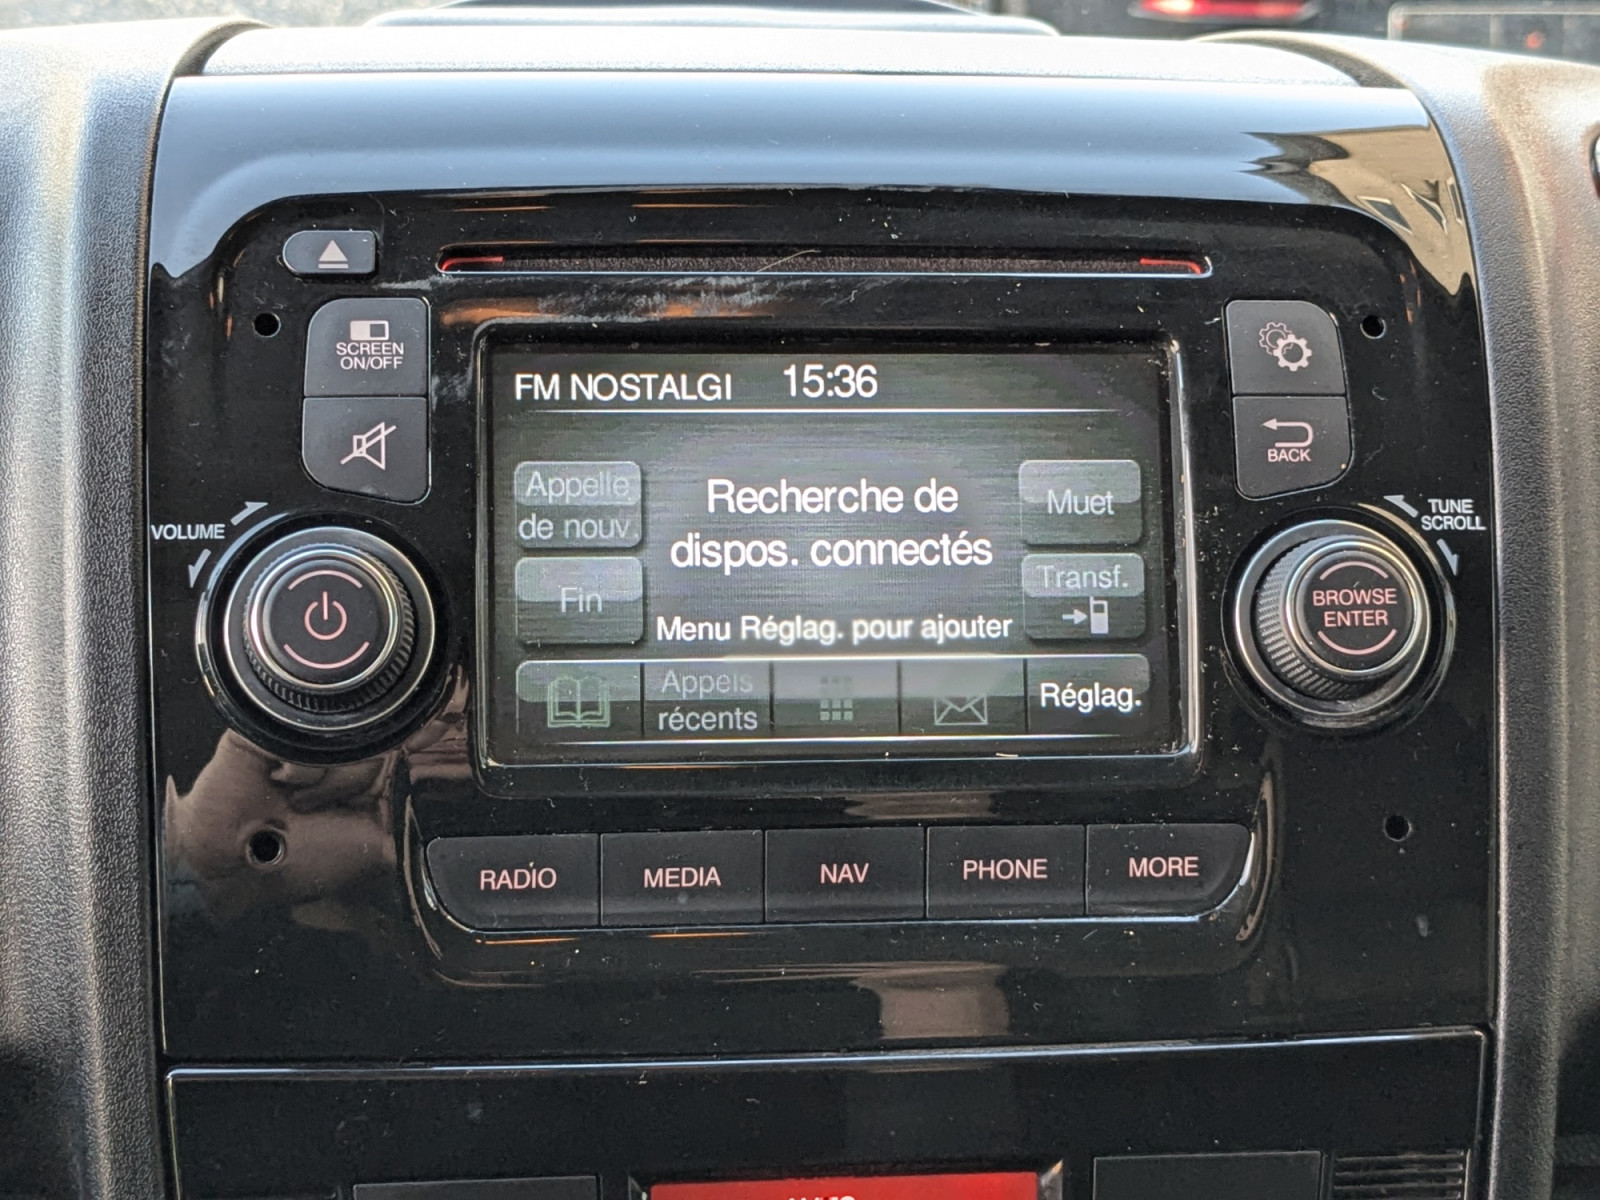 SCREEN
ON/OFF
VOLUME
FM NOSTALGI 15:36
Appelle
de nouv.
Fin
Recherche de
dispos. connectés
Menu Réglag. pour ajouter
Muet
Transf.
Appels
récents
Réglag.
BACK
TUNE
SCROLL
BROWSE
ENTER
RADIO
MEDIA
NAV
PHONE
MORE